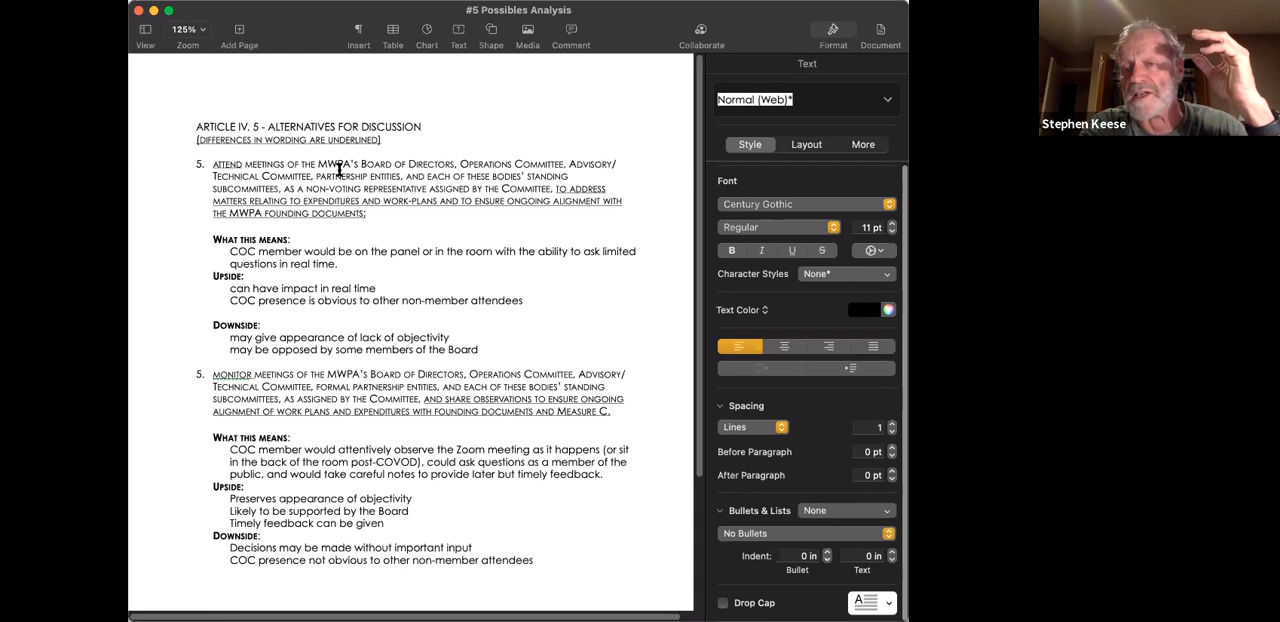 #5 Possibles Analysis
125%
View Zoom Add Page Insert Table Chart Text Shape Media Comment Collaborate Format Document
ARTICLE IV. 5 - ALTERNATIVES FOR DISCUSSION
(DIFFERENCES IN WORDING ARE UNDERLINED)
5. ATTEND MEETINGS OF THE MWPA'S BOARD OF DIRECTORS, OPERATIONS COMMITTEE, ADVISORY/
TECHNICAL COMMITTEE, PARTNERSHIP ENTITIES, AND EACH OF THESE BODIES' STANDING
SUBCOMMITTEES, AS A NON-VOTING REPRESENTATIVE ASSIGNED BY THE COMMITTEE, TO ADDRESS
MATTERS RELATING TO EXPENDITURES AND WORK-PLANS AND TO ENSURE ONGOING ALIGNMENT WITH
THE MWPA FOUNDING DOCUMENTS;
WHAT THIS MEANS:
COC member would be on the panel or in the room with the ability to ask limited
questions in real time.
UPSIDE:
can have impact in real time
COC presence is obvious to other non-member attendees
DOWNSIDE:
may give appearance of lack of objectivity
may be opposed by some members of the Board
5. MONITOR MEETINGS OF THE MWPA'S BOARD OF DIRECTORS, OPERATIONS COMMITTEE, ADVISORY/
TECHNICAL COMMITTEE, FORMAL PARTNERSHIP ENTITIES, AND EACH OF THESE BODIES' STANDING
SUBCOMMITTEES, AS ASSIGNED BY THE COMMITTEE, AND SHARE OBSERVATIONS TO ENSURE ONGOING
ALIGNMENT OF WORK PLANS AND EXPENDITURES WITH FOUNDING DOCUMENTS AND MEASURE C.
WHAT THIS MEANS:
COC member would attentively observe the Zoom meeting as it happens (or sit
in the back of the room post-COVOD), could ask questions as a member of the
public, and would take careful notes to provide later but timely feedback.
UPSIDE:
Preserves appearance of objectivity
Likely to be supported by the Board
Timely feedback can be given
DOWNSIDE:
Decisions may be made without important input
COC presence not obvious to other non-member attendees
Text
Normal (Web)*
Style Layout More
Font
Century Gothic
Regular 11 pt
B I U S
Character Styles None*
Text Color
Spacing
Lines 1
Before Paragraph 0 pt
After Paragraph 0 pt
Bullets & Lists None
No Bullets
Indent: 0 in 0 in
Bullet Text
Drop Cap
A
Stephen Keese